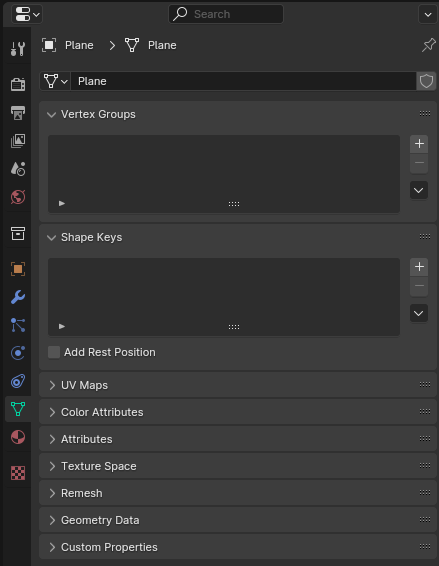 Search
Plane Plane
Plane
Vertex Groups
Shape Keys
Add Rest Position
UV Maps
Color Attributes
Attributes
Texture Space
Remesh
Geometry Data
Custom Properties